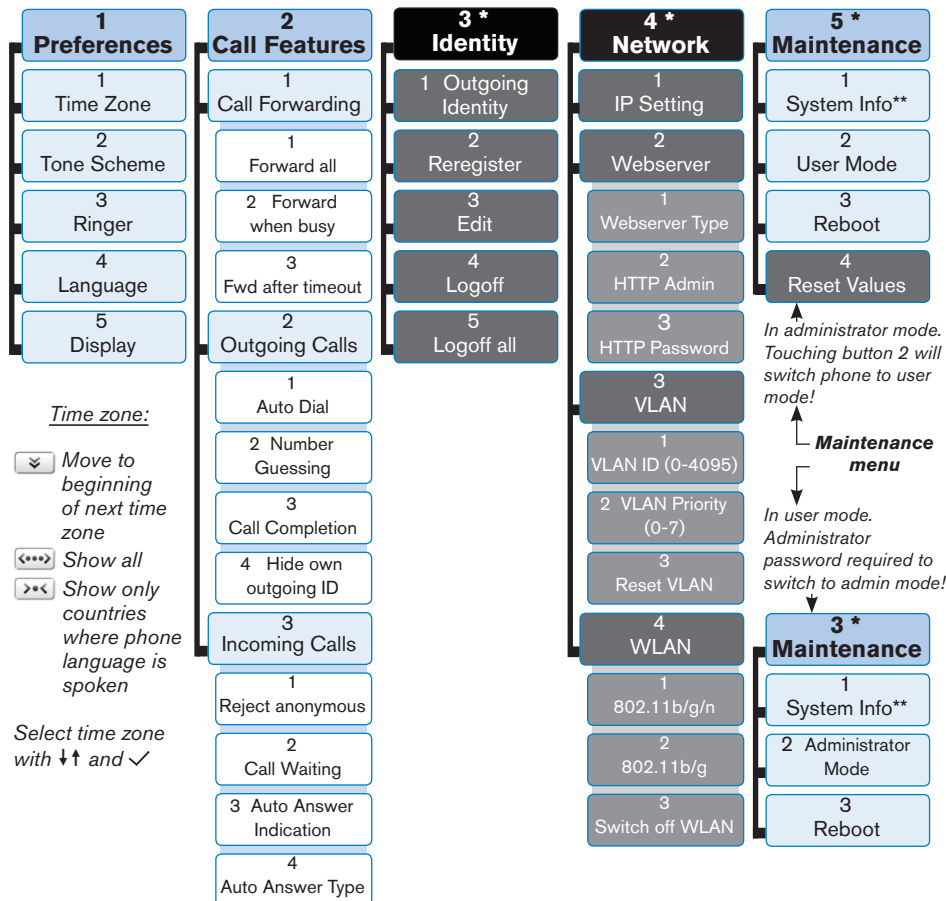 1
Preferences
1
Time Zone
2
Tone Scheme
3
Ringer
4
Language
5
Display
Time zone:
Move to
beginning
of next time
zone
Show all
Show only
countries
where phone
language is
spoken
Select time zone
with ↓↑ and ✓
2
Call Features
1
Call Forwarding
1
Forward all
2 Forward
when busy
3
Fwd after timeout
2
Outgoing Calls
1
Auto Dial
2 Number
Guessing
3
Call Completion
4 Hide own
outgoing ID
3
Incoming Calls
1
Reject anonymous
2
Call Waiting
3 Auto Answer
Indication
4
Auto Answer Type
3 *
Identity
1 Outgoing
Identity
2
Reregister
3
Edit
4
Logoff
5
Logoff all
4 *
Network
1
IP Setting
2
Webserver
1
Webserver Type
2
HTTP Admin
3
HTTP Password
3
VLAN
1
VLAN ID (0-4095)
2 VLAN Priority
(0-7)
3
Reset VLAN
4
WLAN
1
802.11b/g/n
2
802.11b/g
3
Switch off WLAN
5 *
Maintenance
1
System Info**
2
User Mode
3
Reboot
4
Reset Values
In administrator mode.
Touching button 2 will
switch phone to user
mode!
Maintenance
menu
In user mode.
Administrator
password required to
switch to admin mode!
3 *
Maintenance
1
System Info**
2 Administrator
Mode
3
Reboot